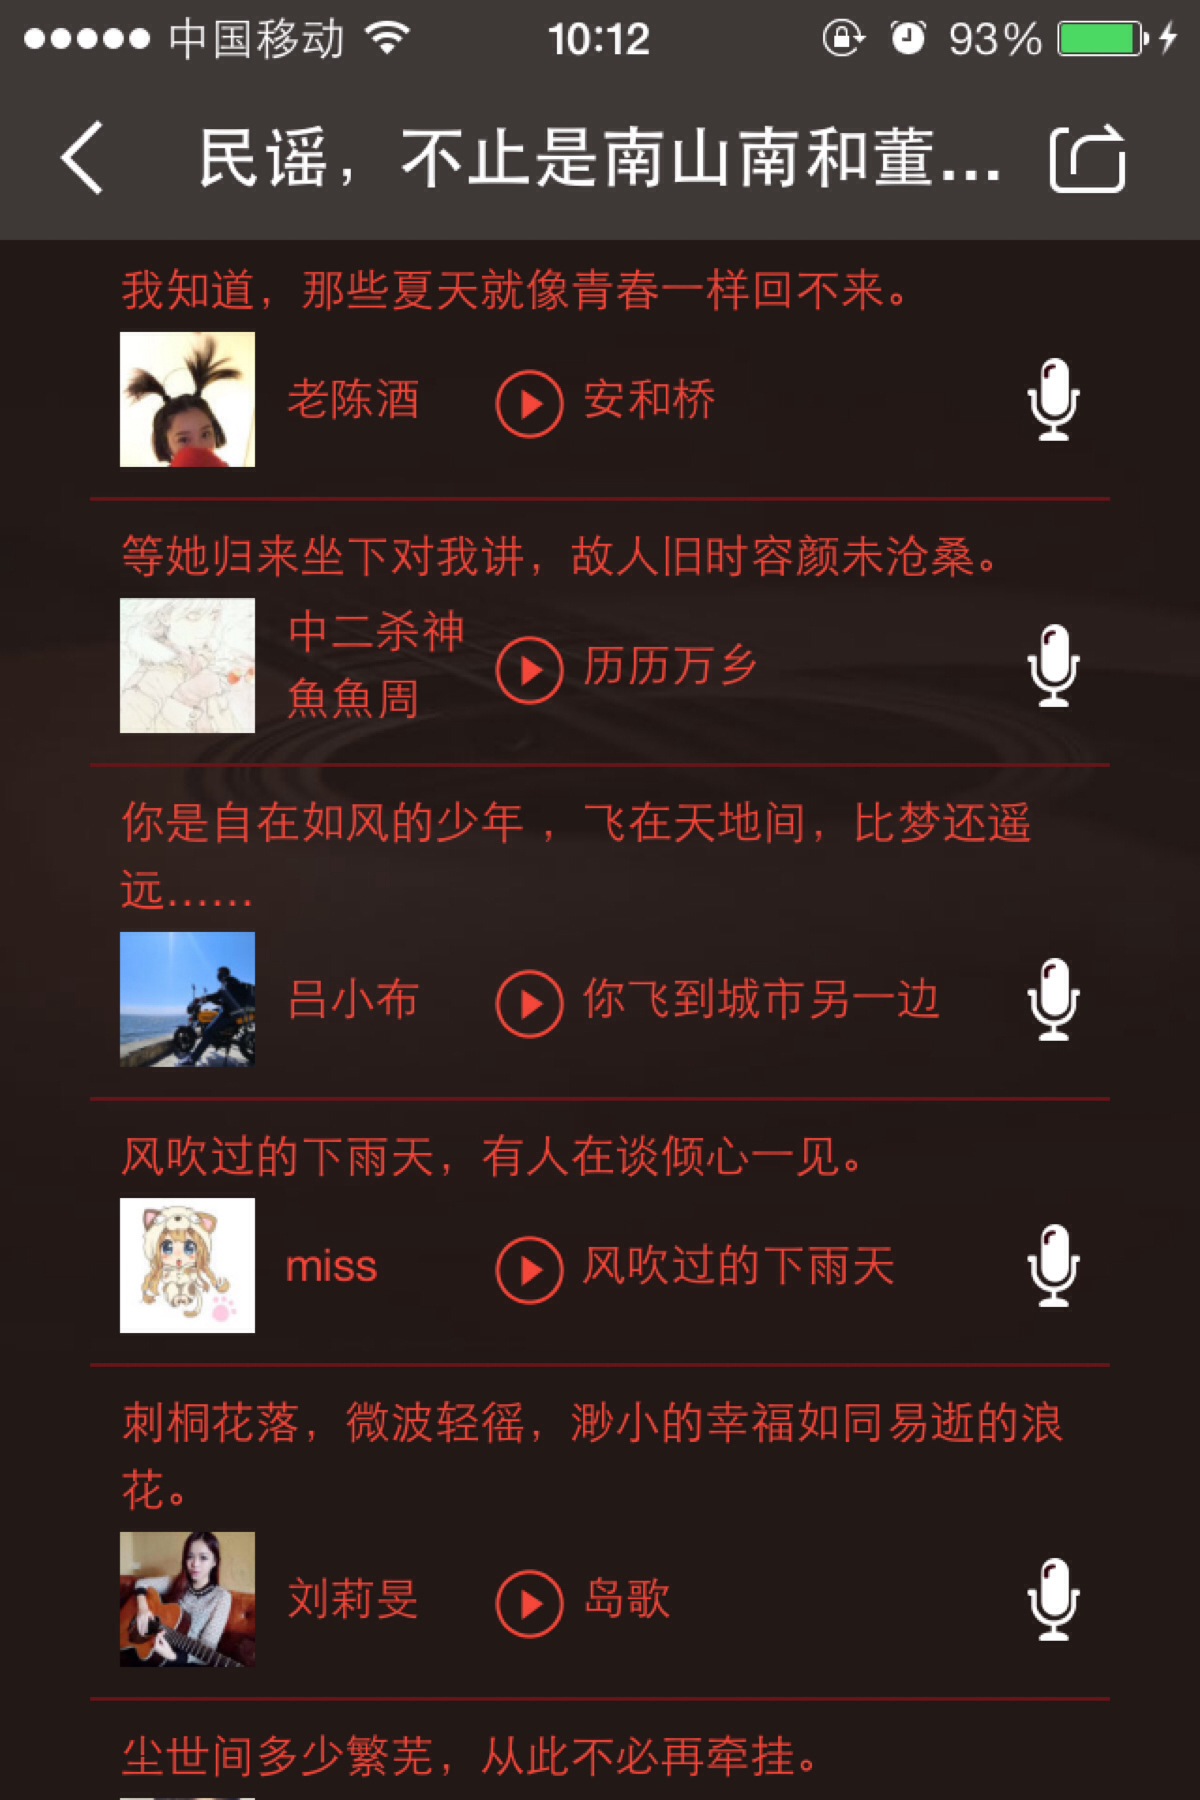 中国移动 10:12 93%
民谣，不止是南山南和董...
我知道，那些夏天就像青春一样回不来。
老陈酒 安和桥
等她归来坐下对我讲，故人旧时容颜未沧桑。
中二杀神
魚魚周
历历万乡
你是自在如风的少年 ，飞在天地间，比梦还遥
远……
吕小布 你飞到城市另一边
风吹过的下雨天，有人在谈倾心一见。
miss 风吹过的下雨天
刺桐花落，微波轻徭，渺小的幸福如同易逝的浪
花。
刘莉旻 岛歌
尘世间多少繁芜，从此不必再牵挂。